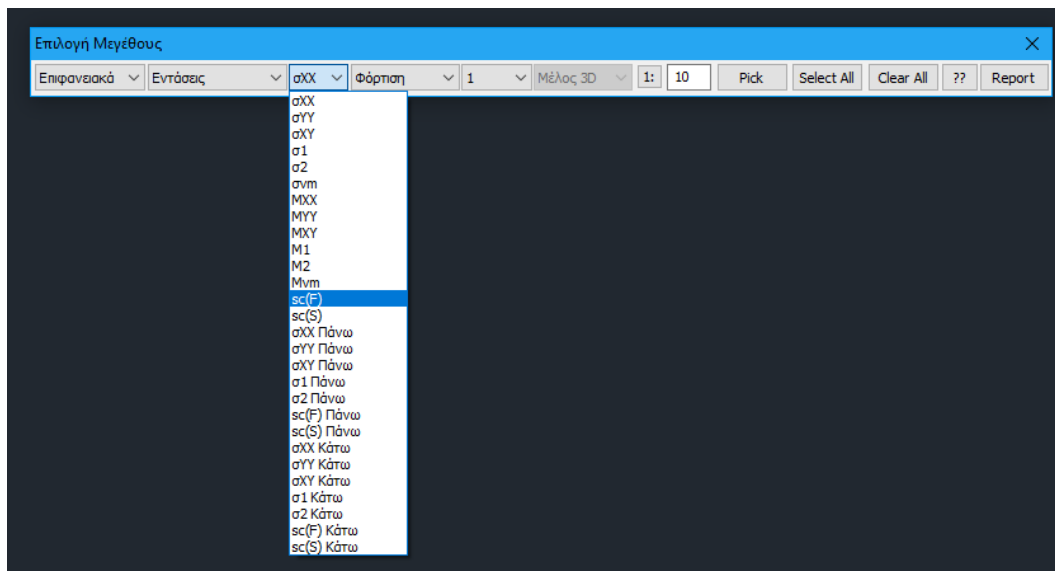 Επιλογή Μεγέθους
Επιφανειακά Εντάσεις σXX Φόρτιση 1 Μέλος 3D 1: 10 Pick Select All Clear All ?? Report
σXX
σYY
σXY
σ1
σ2
σvm
MXX
MYY
MXY
M1
M2
Mvm
sc(F)
sc(S)
σXX Πάνω
σYY Πάνω
σXY Πάνω
σ1 Πάνω
σ2 Πάνω
sc(F) Πάνω
sc(S) Πάνω
σXX Κάτω
σYY Κάτω
σXY Κάτω
σ1 Κάτω
σ2 Κάτω
sc(F) Κάτω
sc(S) Κάτω